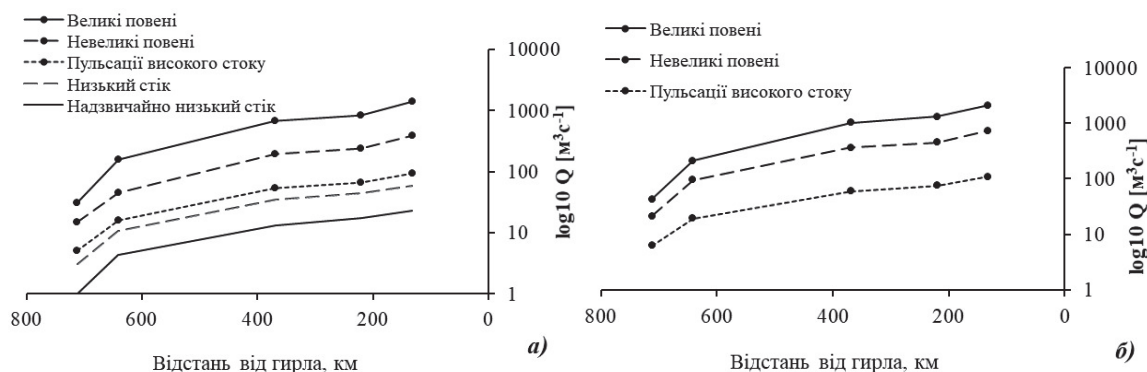 Великі повені
Невеликі повені
Пульсації високого стоку
Низький стік
Надзвичайно низький стік
10000
1000
100
10
1
log10 Q [м³с⁻¹]
800
600
400
200
0
Відстань від гирла, км
а)
Великі повені
Невеликі повені
Пульсації високого стоку
10000
1000
100
10
1
log10 Q [м³с⁻¹]
800
600
400
200
0
Відстань від гирла, км
б)